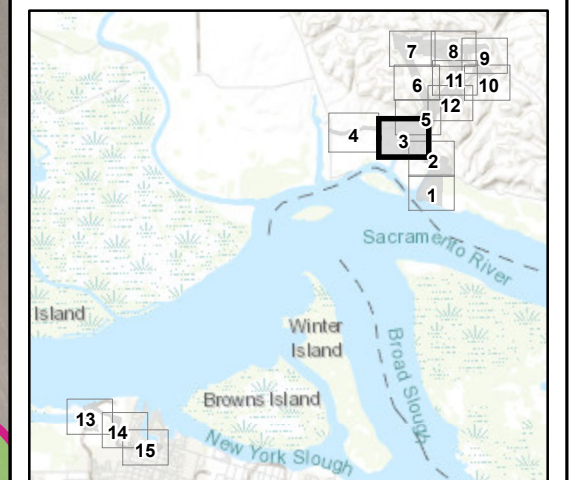 7 8 9
6 11 10
12
5
4 3
2
1
Sacramento
River
Island
Winter
Island
Broad Slough
Browns Island
13
14
15
New York Slough